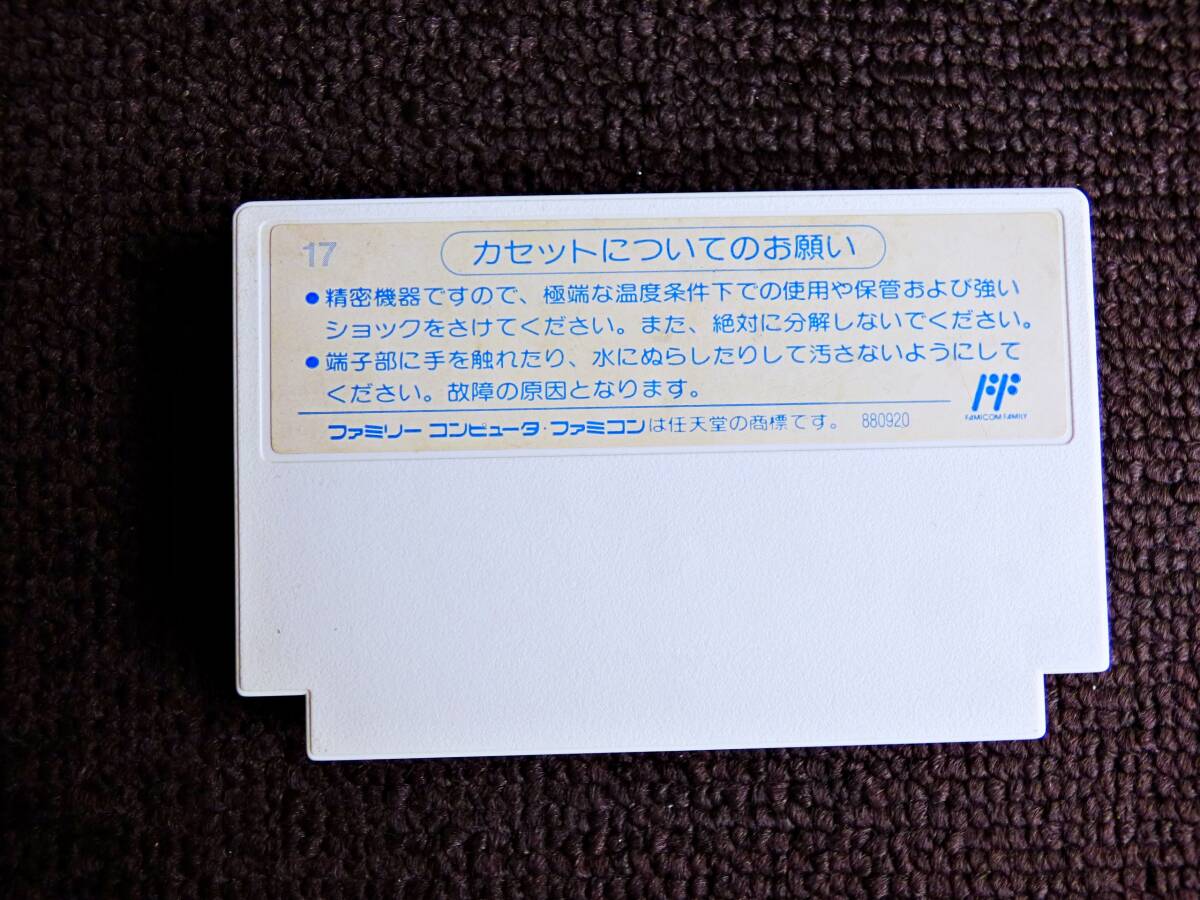 17
カセットについてのお願い
●精密機器ですので、極端な温度条件下での使用や保管および強い
ショックをさけてください。また、絶対に分解しないでください。
●端子部に手を触れたり、水にぬらしたりして汚さないようにして
ください。故障の原因となります。
FAMICOM FAMILY
ファミリーコンピュータ・ファミコンは任天堂の商標です。 880920